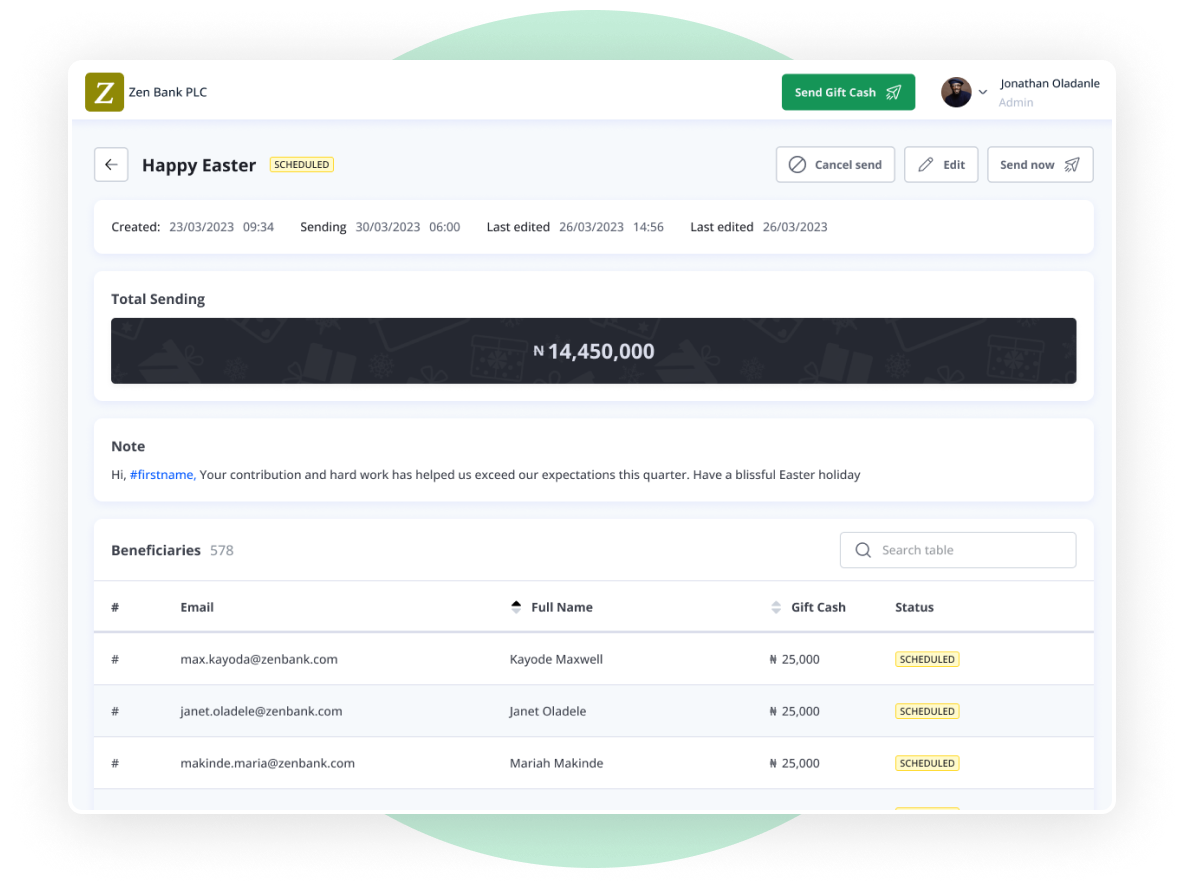 Z Zen Bank PLC Send Gift Cash Jonathan Oladanle
Admin
Happy Easter SCHEDULED Cancel send Edit Send now
Created: 23/03/2023 09:34 Sending 30/03/2023 06:00 Last edited 26/03/2023 14:56 Last edited 26/03/2023
Total Sending
₦ 14,450,000
Note
Hi, #firstname, Your contribution and hard work has helped us exceed our expectations this quarter. Have a blissful Easter holiday
Beneficiaries 578 Search table
# Email Full Name Gift Cash Status
# max.kayoda@zenbank.com Kayode Maxwell ₦ 25,000 SCHEDULED
# janet.oladele@zenbank.com Janet Oladele ₦ 25,000 SCHEDULED
# makinde.maria@zenbank.com Mariah Makinde ₦ 25,000 SCHEDULED